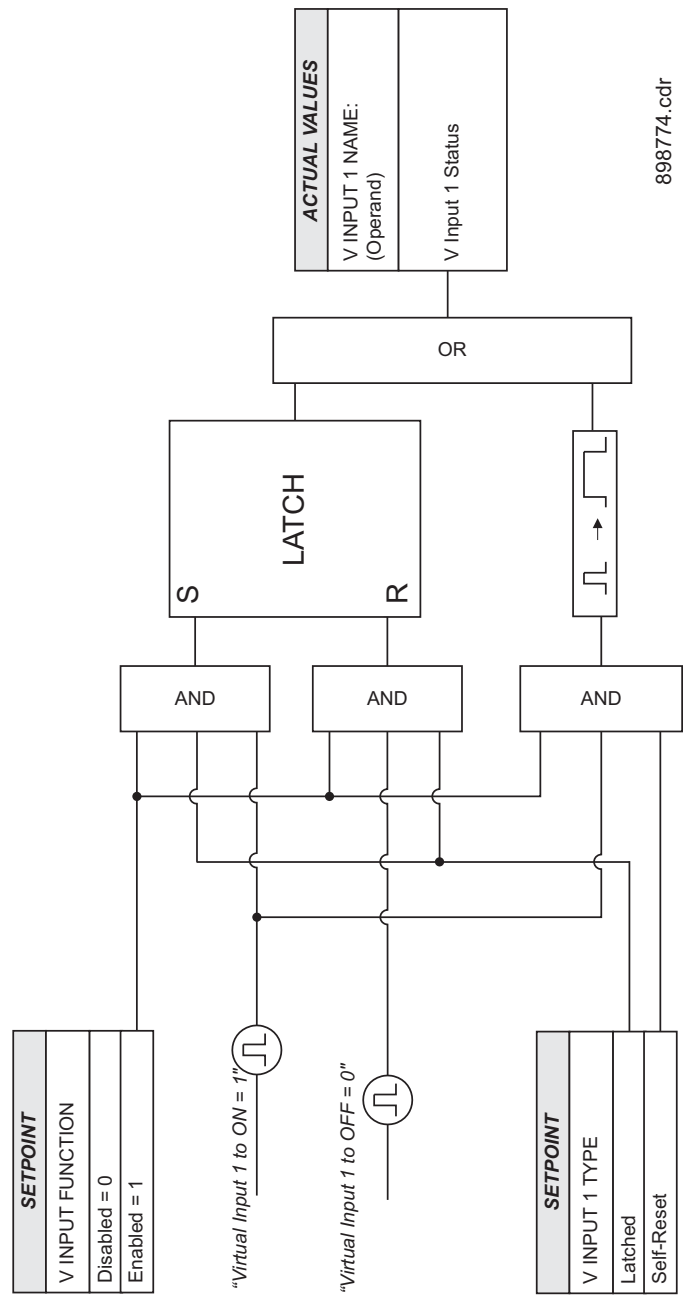 SETPOINT
V INPUT FUNCTION
Disabled = 0
Enabled = 1
"Virtual Input 1 to ON = 1"
"Virtual Input 1 to OFF = 0"
SETPOINT
V INPUT 1 TYPE
Latched
Self-Reset
AND
AND
AND
S
LATCH
R
OR
ACTUAL VALUES
V INPUT 1 NAME:
(Operand)
V Input 1 Status
898774.cdr